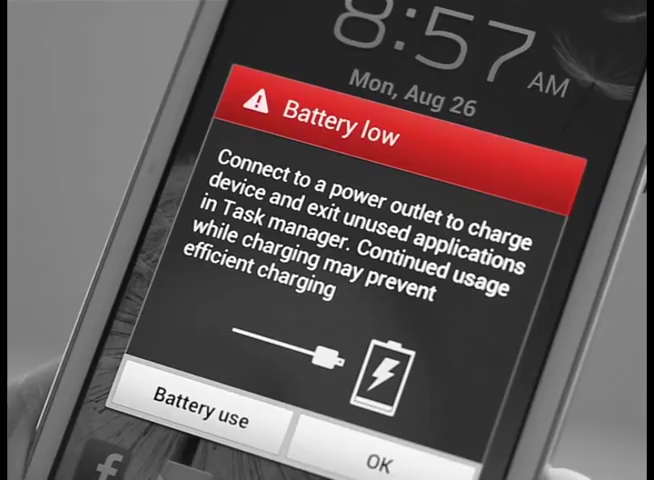 8:57 AM
Mon, Aug 26
Battery low
Connect to a power outlet to charge
device and exit unused applications
in Task manager. Continued usage
while charging may prevent
efficient charging
Battery use
OK
f